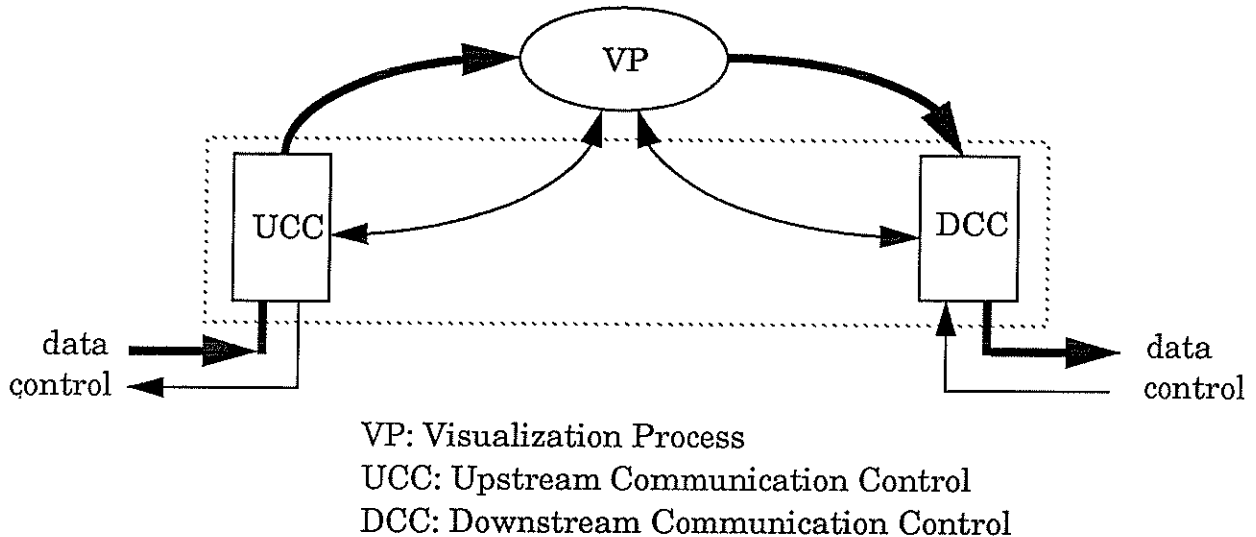 VP
UCC
DCC
data
control
data
control
VP: Visualization Process
UCC: Upstream Communication Control
DCC: Downstream Communication Control